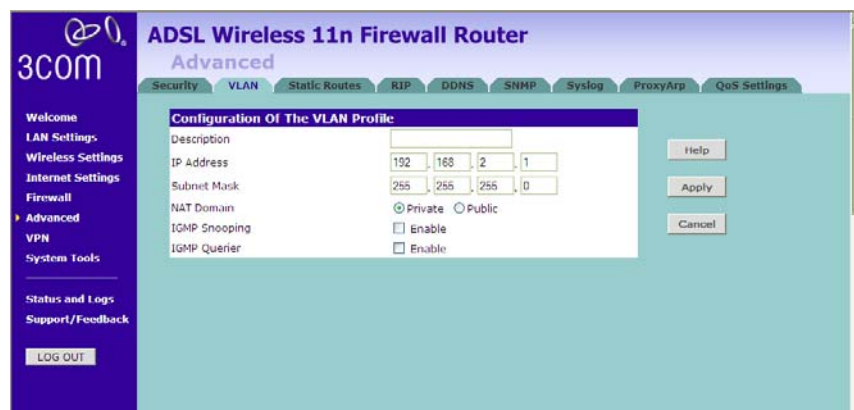 3COM
ADSL Wireless 11n Firewall Router
Advanced
Security VLAN Static Routes RIP DDNS SNMP Syslog ProxyArp QoS Settings
Welcome
LAN Settings
Wireless Settings
Internet Settings
Firewall
Advanced
VPN
System Tools
Status and Logs
Support/Feedback
LOG OUT
Configuration Of The VLAN Profile
Description
IP Address 192 . 168 . 2 . 1
Subnet Mask 255 . 255 . 255 . 0
NAT Domain Private Public
IGMP Snooping Enable
IGMP Querier Enable
Help
Apply
Cancel